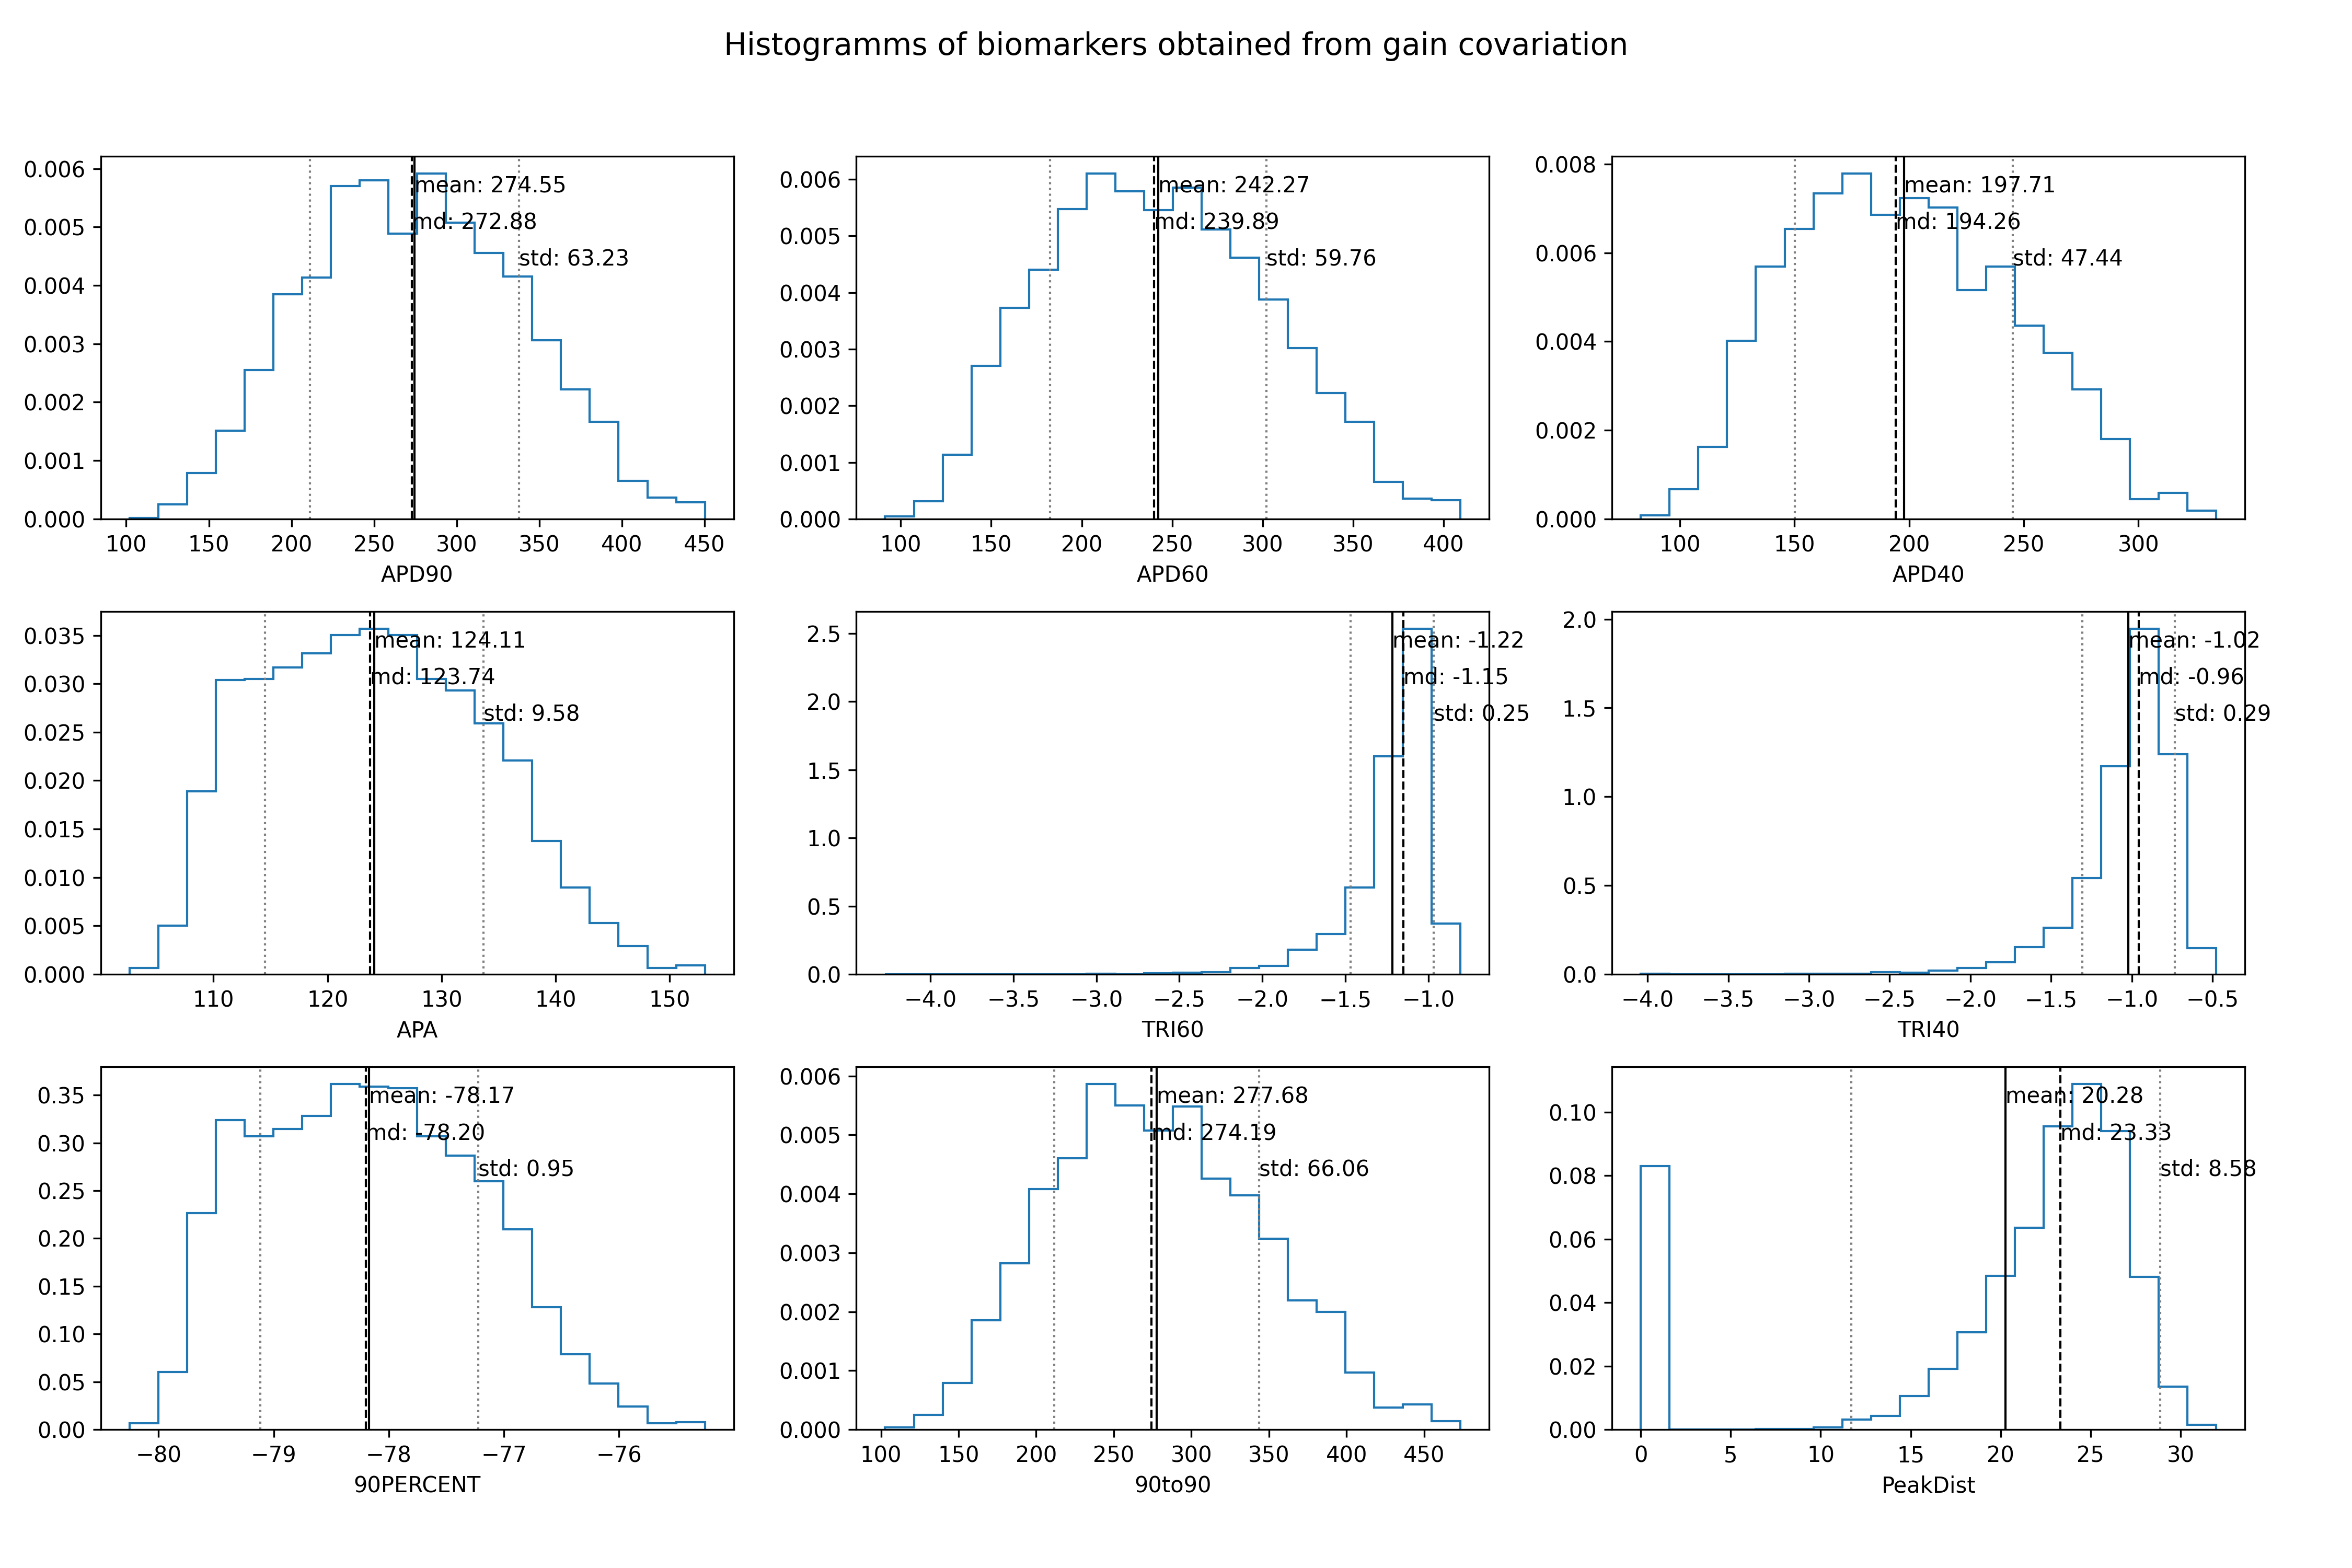 Histogramms of biomarkers obtained from gain covariation
0.006
0.005
0.004
0.003
0.002
0.001
0.000
mean: 274.55
md: 272.88
std: 63.23
100 150 200 250 300 350 400 450
APD90
0.006
0.005
0.004
0.003
0.002
0.001
0.000
mean: 242.27
md: 239.89
std: 59.76
100 150 200 250 300 350 400
APD60
0.008
0.006
0.004
0.002
0.000
mean: 197.71
md: 194.26
std: 47.44
100 150 200 250 300
APD40
0.035
0.030
0.025
0.020
0.015
0.010
0.005
0.000
mean: 124.11
md: 123.74
std: 9.58
110 120 130 140 150
APA
2.5
2.0
1.5
1.0
0.5
0.0
mean: -1.22
md: -1.15
std: 0.25
−4.0 −3.5 −3.0 −2.5 −2.0 −1.5 −1.0
TRI60
2.0
1.5
1.0
0.5
0.0
mean: -1.02
md: -0.96
std: 0.29
−4.0 −3.5 −3.0 −2.5 −2.0 −1.5 −1.0 −0.5
TRI40
0.35
0.30
0.25
0.20
0.15
0.10
0.05
0.00
mean: -78.17
md: -78.20
std: 0.95
−80 −79 −78 −77 −76
90PERCENT
0.006
0.005
0.004
0.003
0.002
0.001
0.000
mean: 277.68
md: 274.19
std: 66.06
100 150 200 250 300 350 400 450
90to90
0.10
0.08
0.06
0.04
0.02
0.00
mean: 20.28
md: 23.33
std: 8.58
0 5 10 15 20 25 30
PeakDist